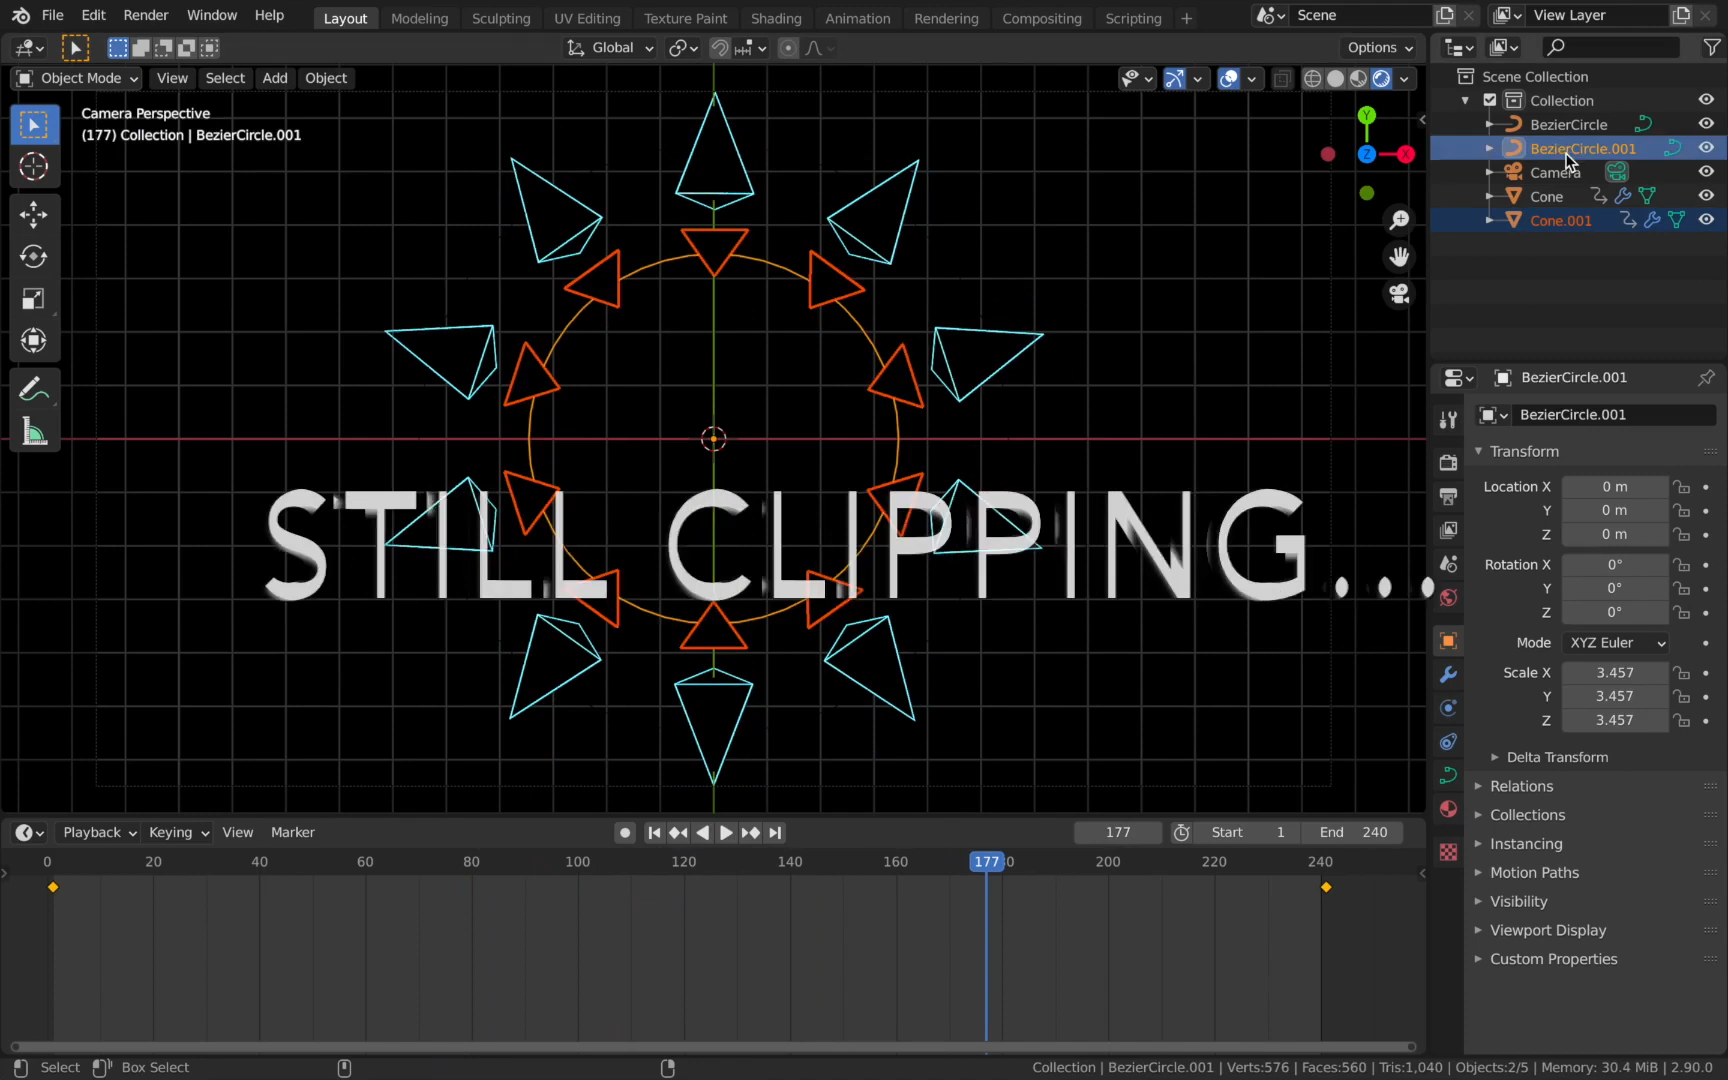 File Edit Render Window Help Layout Modeling Sculpting UV Editing Texture Paint Shading Animation Rendering Compositing Scripting + Scene View Layer
Global Options
Object Mode View Select Add Object
Camera Perspective
(177) Collection | BezierCircle.001
Y
Z X
Scene Collection
Collection
BezierCircle
BezierCircle.001
Camera
Cone
Cone.001
STILL CLIPPING...
BezierCircle.001
BezierCircle.001
Transform
Location X 0 m
Y 0 m
Z 0 m
Rotation X 0°
Y 0°
Z 0°
Mode XYZ Euler
Scale X 3.457
Y 3.457
Z 3.457
Delta Transform
Relations
Collections
Instancing
Motion Paths
Visibility
Viewport Display
Custom Properties
Playback Keying View Marker 177 Start 1 End 240
0 20 40 60 80 100 120 140 160 177 200 220 240
Select Box Select Collection | BezierCircle.001 | Verts:576 | Faces:560 | Tris:1,040 | Objects:2/5 | Memory: 30.4 MiB | 2.90.0